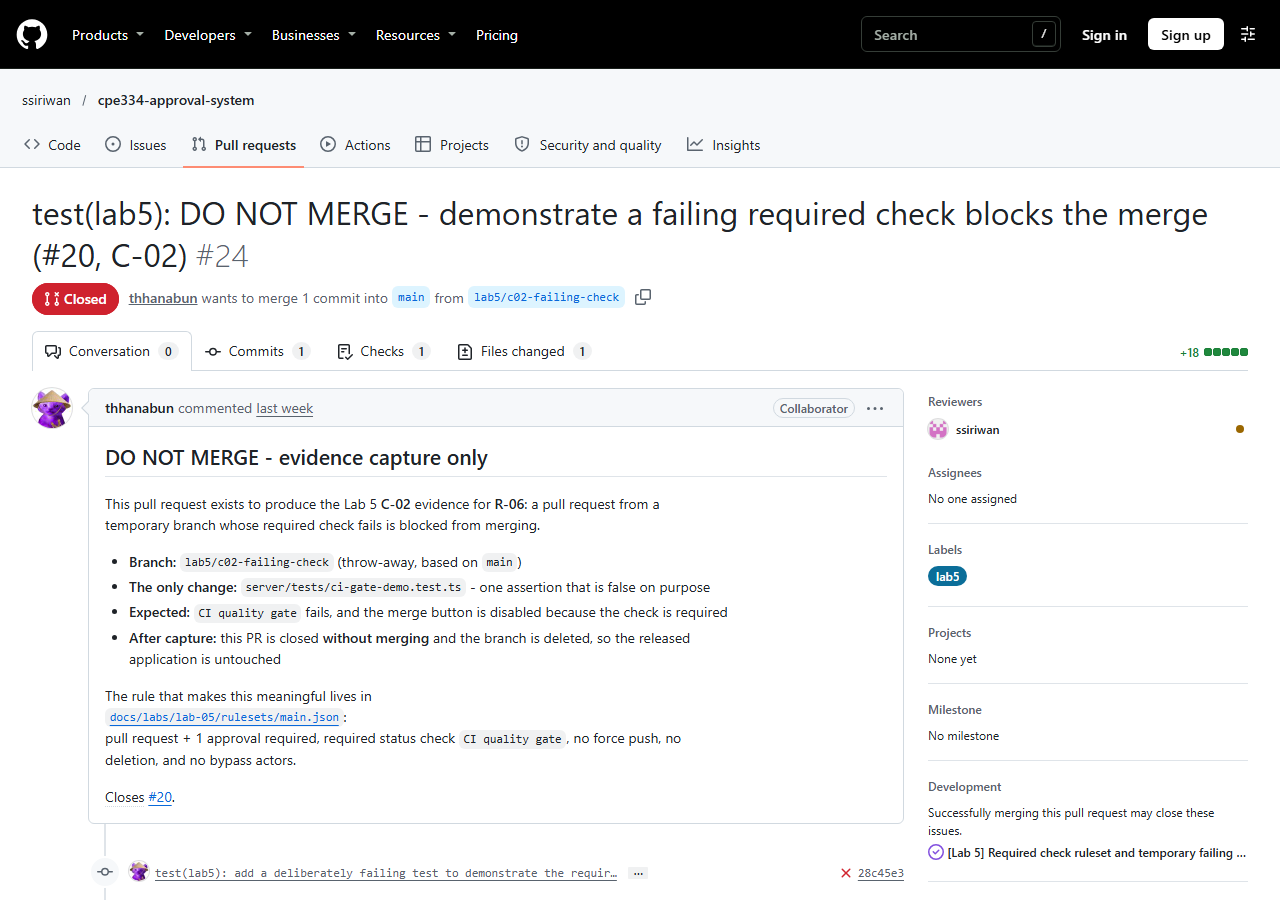 Products Developers Businesses Resources Pricing Search / Sign in Sign up
ssiriwan / cpe334-approval-system
Code Issues Pull requests Actions Projects Security and quality Insights
test(lab5): DO NOT MERGE - demonstrate a failing required check blocks the merge
(#20, C-02) #24
Closed thhanabun wants to merge 1 commit into main from lab5/c02-failing-check
Conversation 0 Commits 1 Checks 1 Files changed 1 +18
thhanabun commented last week Collaborator ...
DO NOT MERGE - evidence capture only
This pull request exists to produce the Lab 5 C-02 evidence for R-06: a pull request from a
temporary branch whose required check fails is blocked from merging.
Branch: lab5/c02-failing-check (throw-away, based on main )
The only change: server/tests/ci-gate-demo.test.ts - one assertion that is false on purpose
Expected: CI quality gate fails, and the merge button is disabled because the check is required
After capture: this PR is closed without merging and the branch is deleted, so the released
application is untouched
The rule that makes this meaningful lives in
docs/labs/lab-05/rulesets/main.json :
pull request + 1 approval required, required status check CI quality gate , no force push, no
deletion, and no bypass actors.
Closes #20.
test(lab5): add a deliberately failing test to demonstrate the requir… ... 28c45e3
Reviewers
ssiriwan
Assignees
No one assigned
Labels
lab5
Projects
None yet
Milestone
No milestone
Development
Successfully merging this pull request may close these
issues.
[Lab 5] Required check ruleset and temporary failing ...